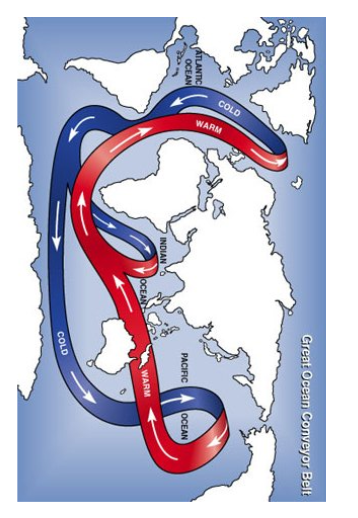 Great Ocean Conveyor Belt
ATLANTIC
OCEAN
COLD
WARM
INDIAN
OCEAN
PACIFIC
OCEAN
WARM
COLD